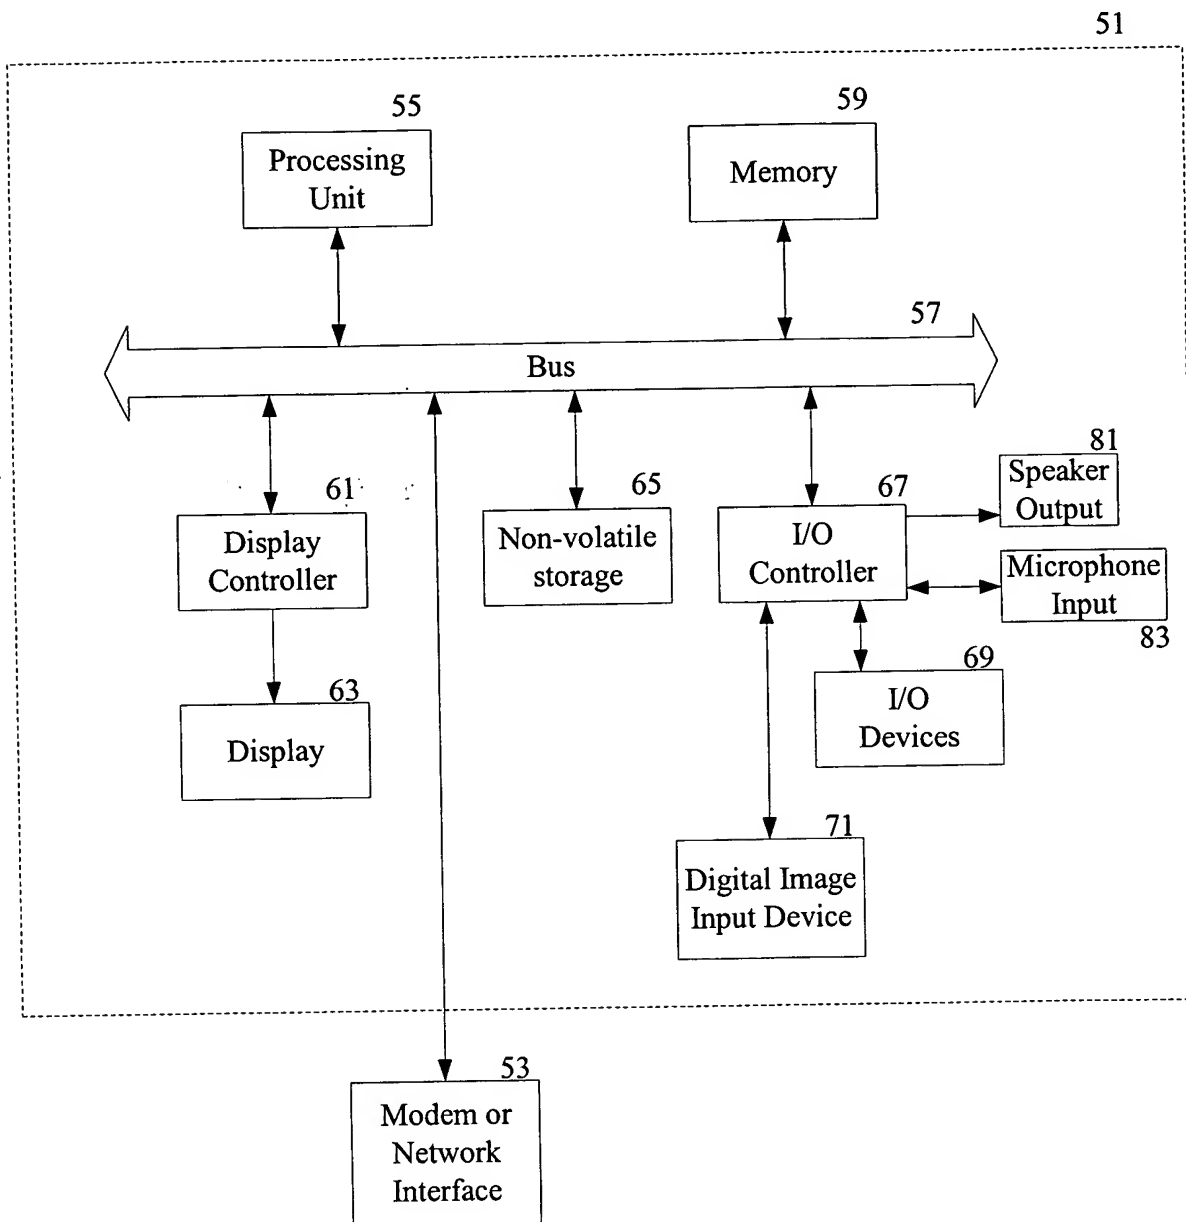 51
55
Processing
Unit
59
Memory
57
Bus
61
Display
Controller
65
Non-volatile
storage
67
I/O
Controller
81
Speaker
Output
Microphone
Input
83
63
Display
69
I/O
Devices
71
Digital Image
Input Device
53
Modem or
Network
Interface